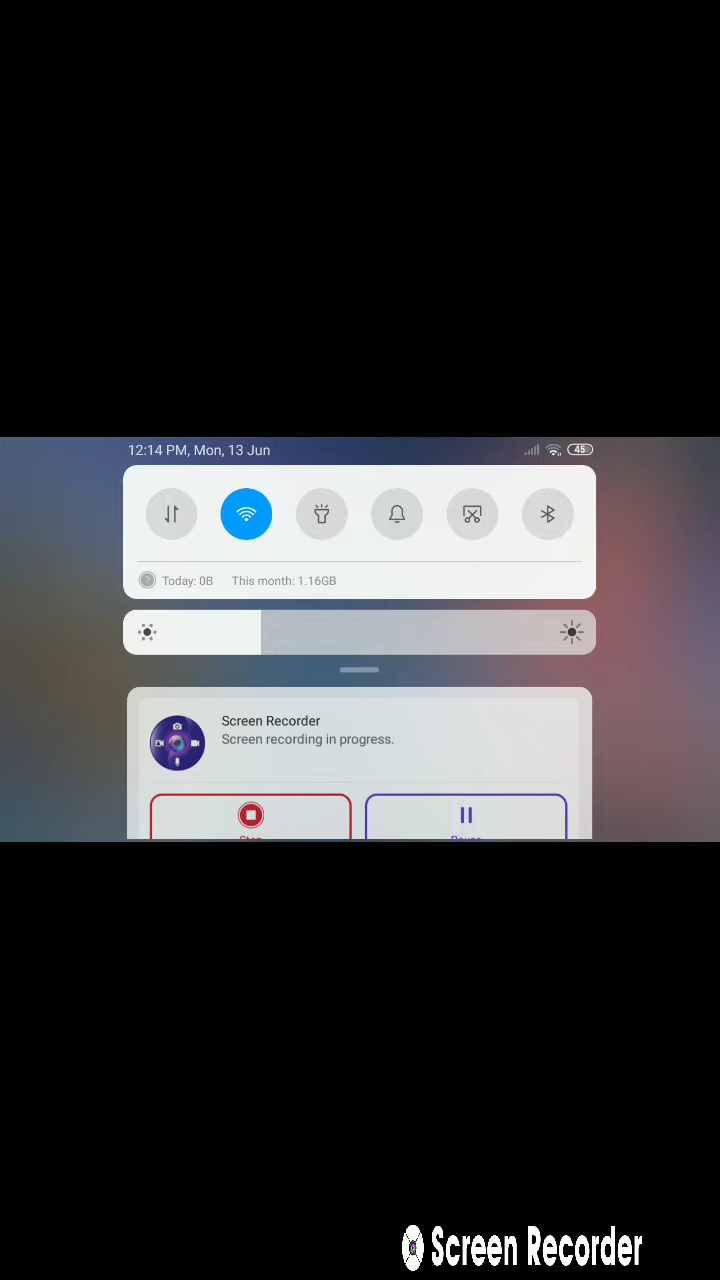 12:14 PM, Mon, 13 Jun
45
Today: 0B This month: 1.16GB
Screen Recorder
Screen recording in progress.
Screen Recorder